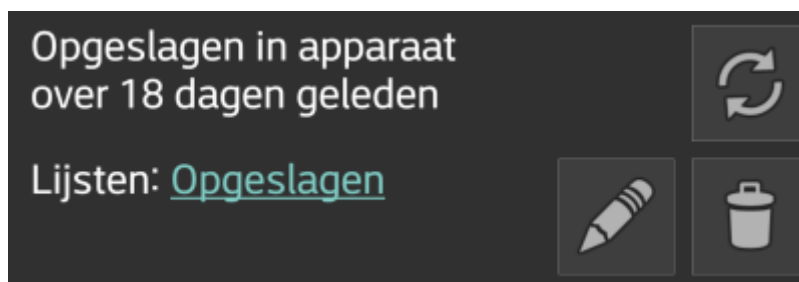 Opgeslagen in apparaat
over 18 dagen geleden
Lijsten: Opgeslagen